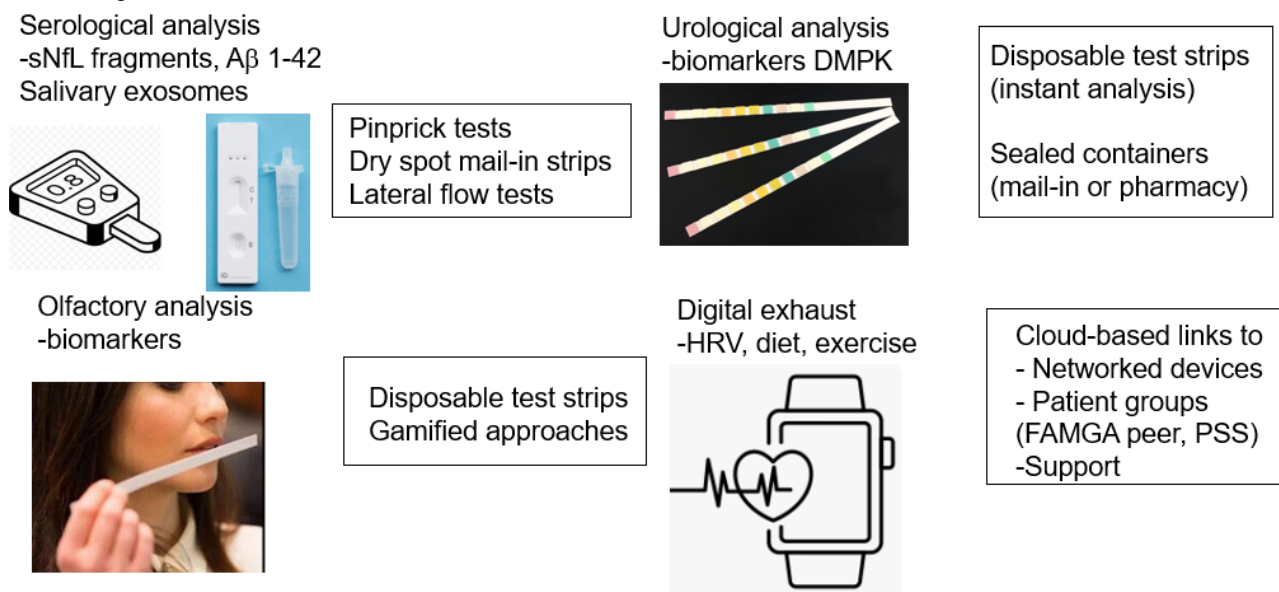 Serological analysis
-sNfL fragments, Aβ 1-42
Salivary exosomes
0.8
C
T
S
Pinprick tests
Dry spot mail-in strips
Lateral flow tests
Urological analysis
-biomarkers DMPK
Disposable test strips
(instant analysis)
Sealed containers
(mail-in or pharmacy)
Olfactory analysis
-biomarkers
Disposable test strips
Gamified approaches
Digital exhaust
-HRV, diet, exercise
Cloud-based links to
- Networked devices
- Patient groups
(FAMGA peer, PSS)
-Support